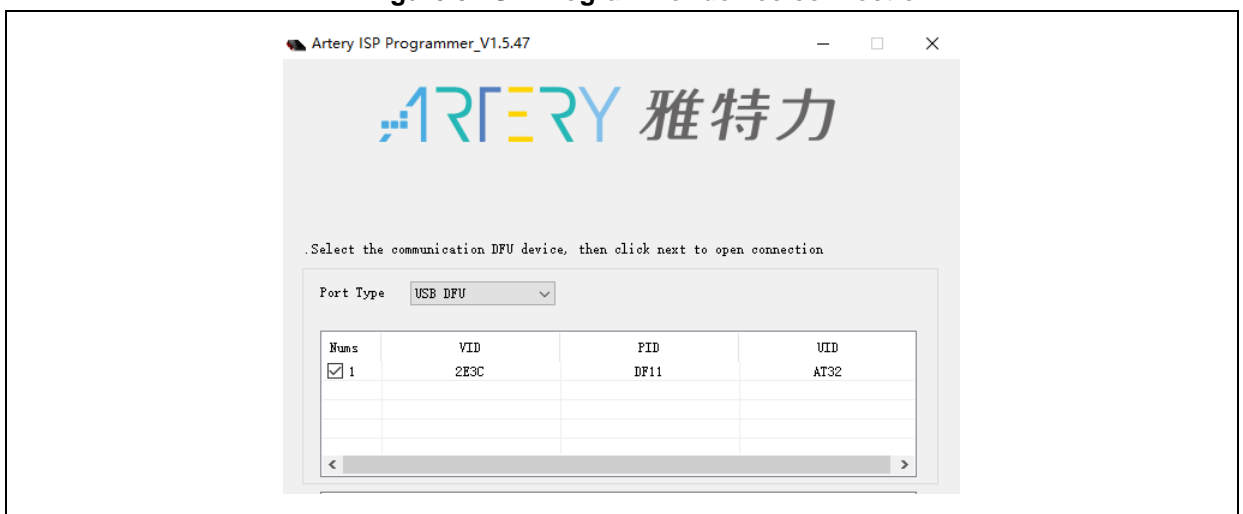 Artery ISP Programmer_V1.5.47
ARTERY 雅特力
.Select the communication DFU device, then click next to open connection
Port Type USB DFU
Nums VID PID UID
1 2E3C DF11 AT32